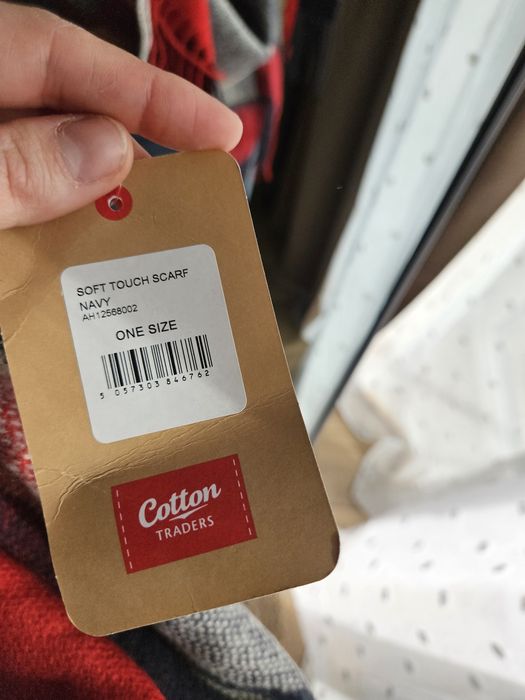 SOFT TOUCH SCARF
NAVY
AH12568002
ONE SIZE
5 057303 846762
Cotton
TRADERS